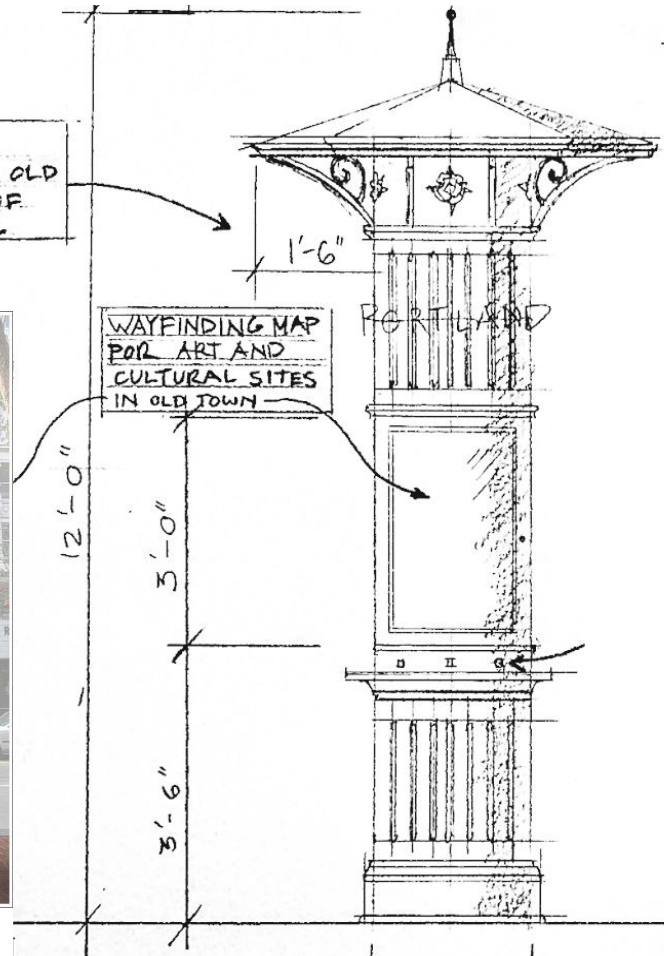 OLD
1'-6"
PORTLAND
WAYFINDING MAP
FOR ART AND
CULTURAL SITES
IN OLD TOWN
12'-0"
3'-0"
3'-6"